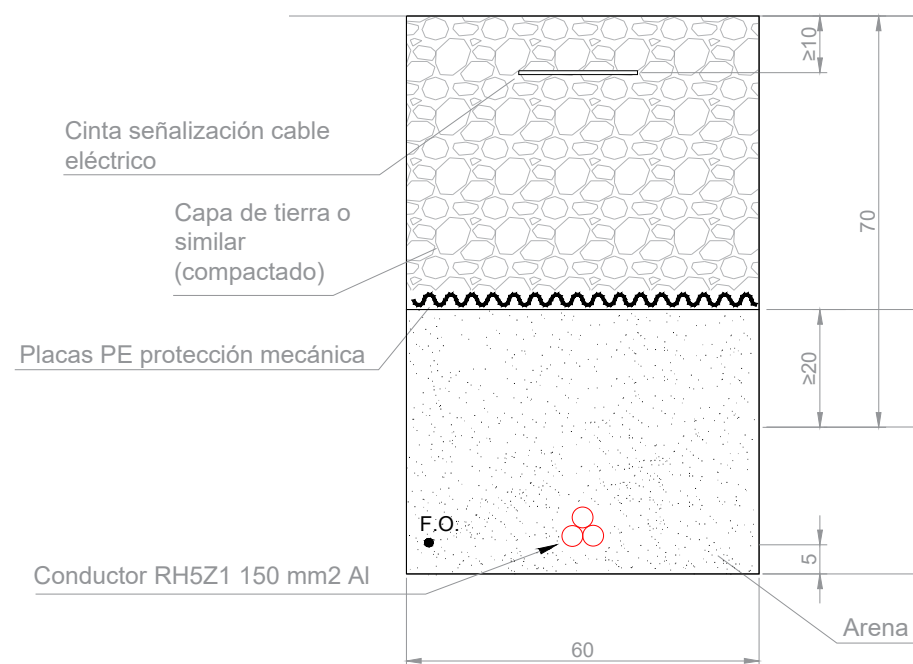 ≥10
Cinta señalización cable
eléctrico
Capa de tierra o
similar
(compactado)
70
Placas PE protección mecánica
≥20
F.O.
5
Conductor RH5Z1 150 mm2 Al
Arena
60